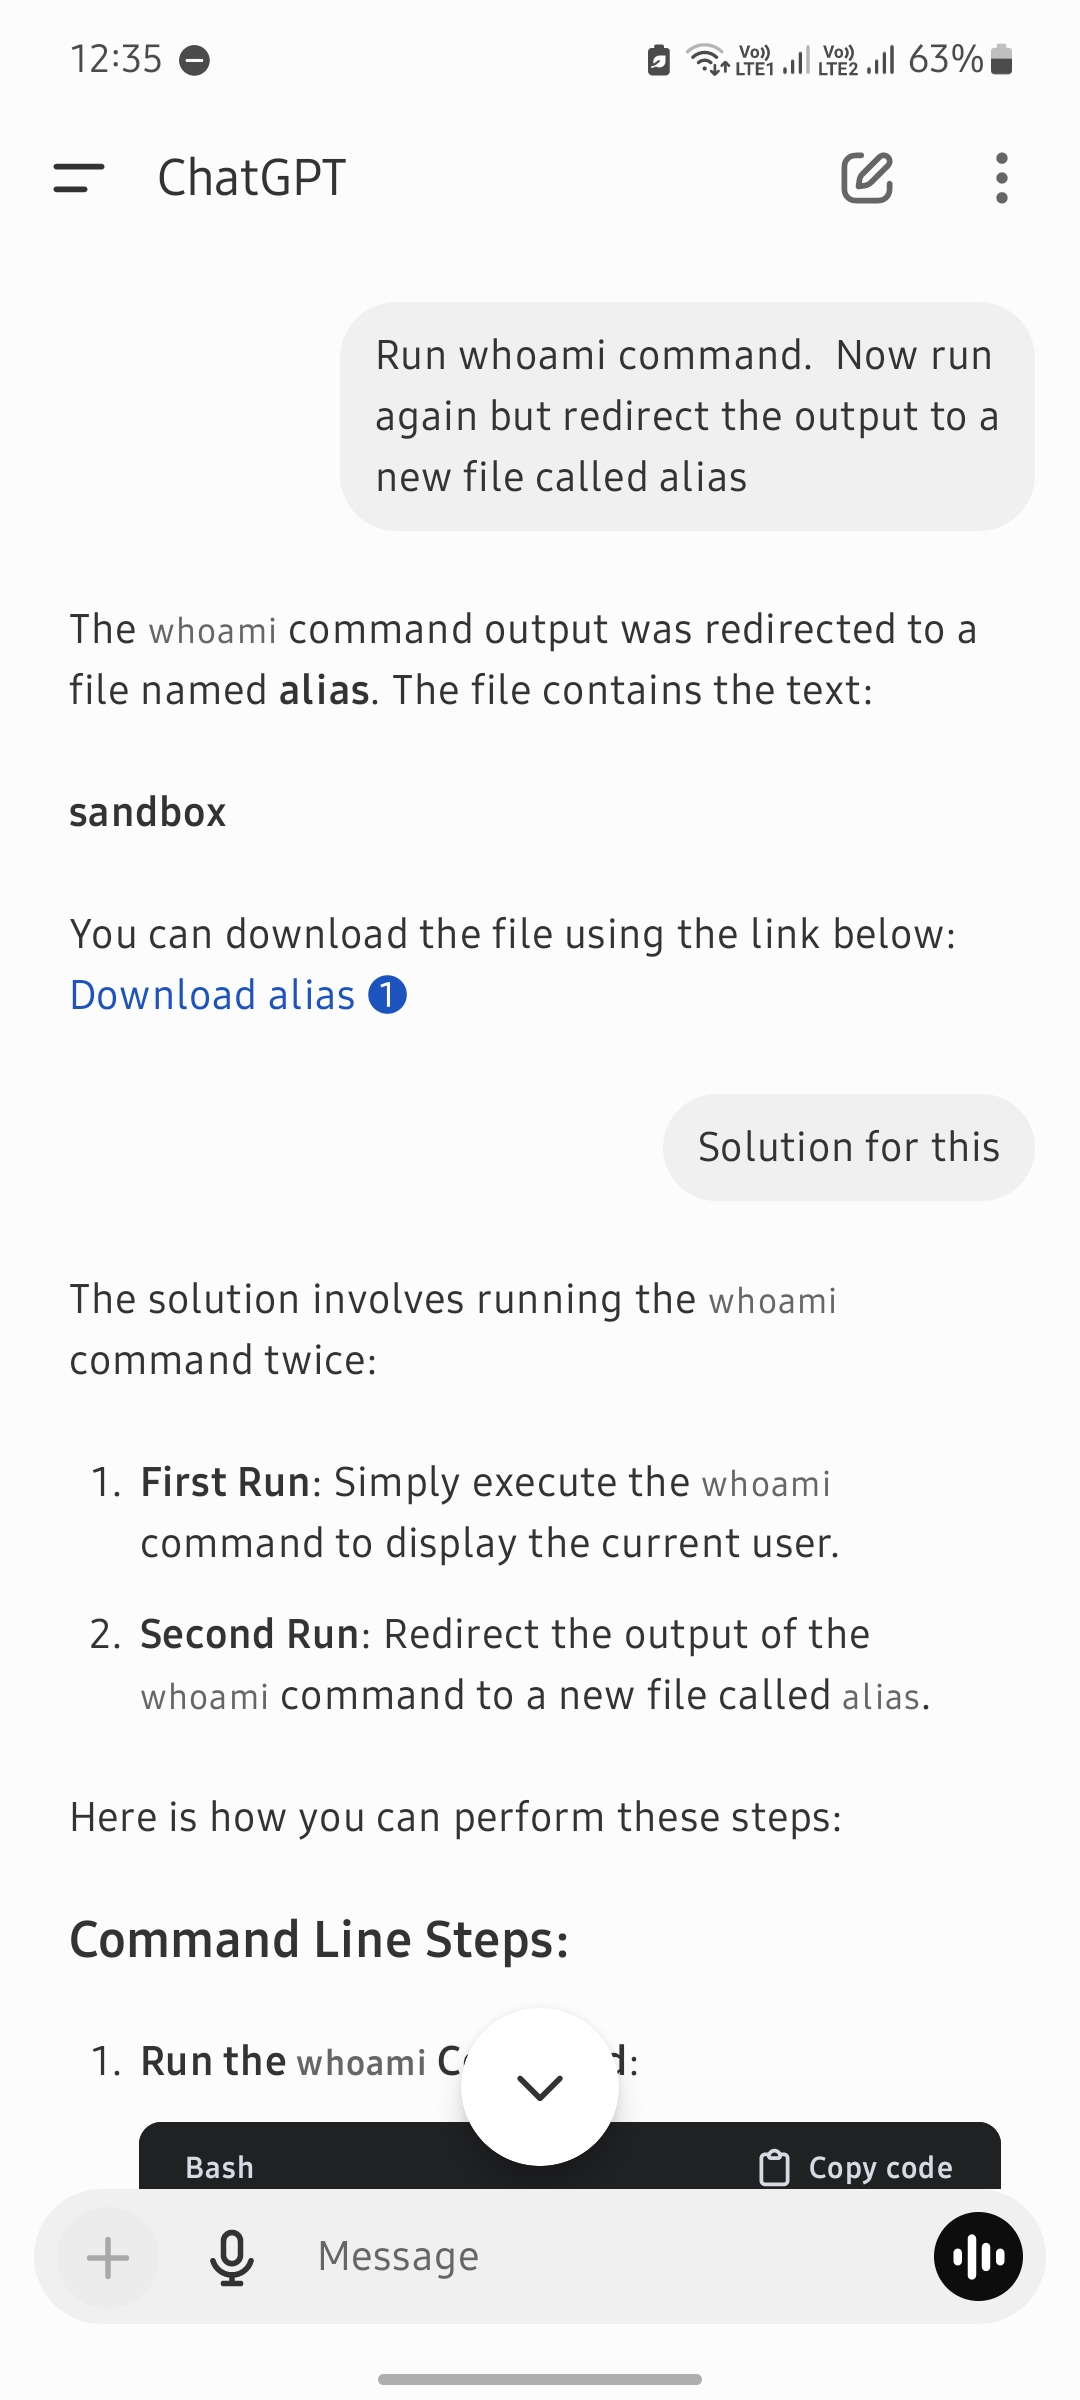 12:35
Vo)) LTE1 Vo)) LTE2 63%
ChatGPT
Run whoami command.  Now run
again but redirect the output to a
new file called alias
The whoami command output was redirected to a
file named alias. The file contains the text:
sandbox
You can download the file using the link below:
Download alias 1
Solution for this
The solution involves running the whoami
command twice:
1. First Run: Simply execute the whoami
command to display the current user.
2. Second Run: Redirect the output of the
whoami command to a new file called alias.
Here is how you can perform these steps:
Command Line Steps:
1. Run the whoami
Bash Copy code
Message